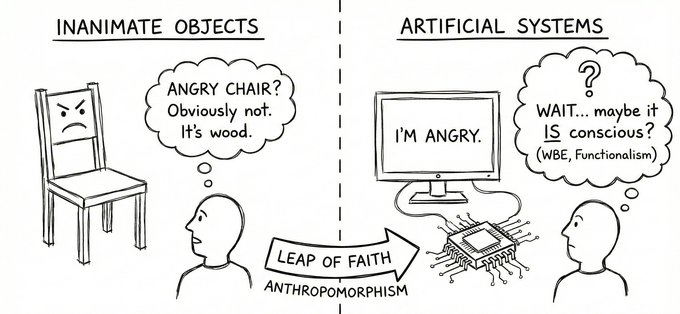 INANIMATE OBJECTS
ANGRY CHAIR?
Obviously not.
It's wood.
LEAP OF FAITH
ANTHROPOMORPHISM
ARTIFICIAL SYSTEMS
I'M ANGRY.
?
WAIT... maybe it
IS conscious?
(WBE, Functionalism)